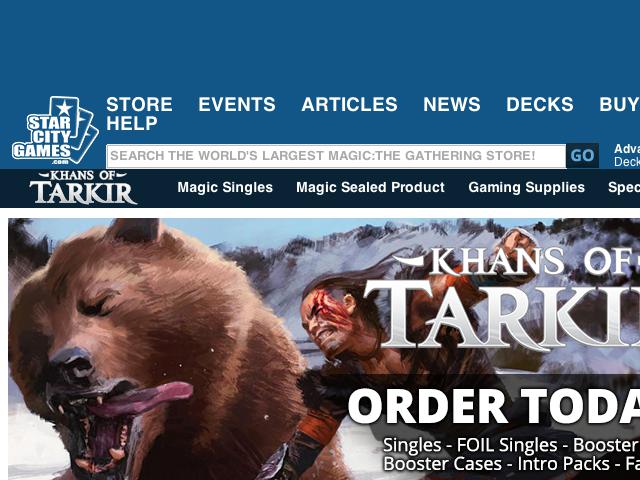 STORE EVENTS ARTICLES NEWS DECKS BUY
HELP
STAR
CITY
GAMES
.com
SEARCH THE WORLD'S LARGEST MAGIC:THE GATHERING STORE! GO
Adva
Deck
KHANS OF
TARKIR
Magic Singles Magic Sealed Product Gaming Supplies Spec
KHANS OF
TARKI
ORDER TODA
Singles - FOIL Singles - Booster
Booster Cases - Intro Packs - Fa